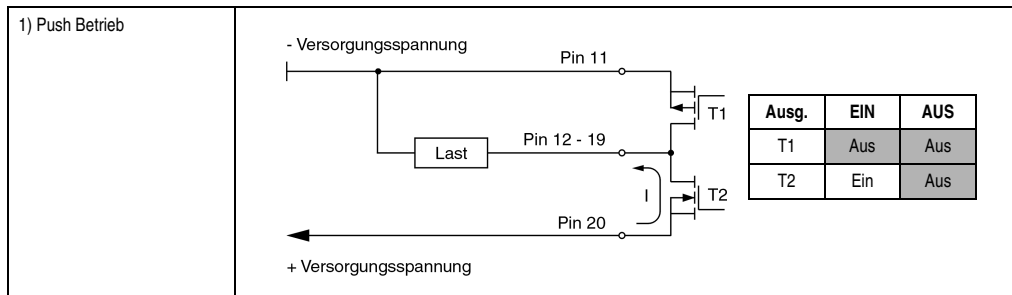 1) Push Betrieb
- Versorgungsspannung
Pin 11
T1
Last
Pin 12 - 19
I
T2
Pin 20
+ Versorgungsspannung
Ausg. EIN AUS
T1 Aus Aus
T2 Ein Aus